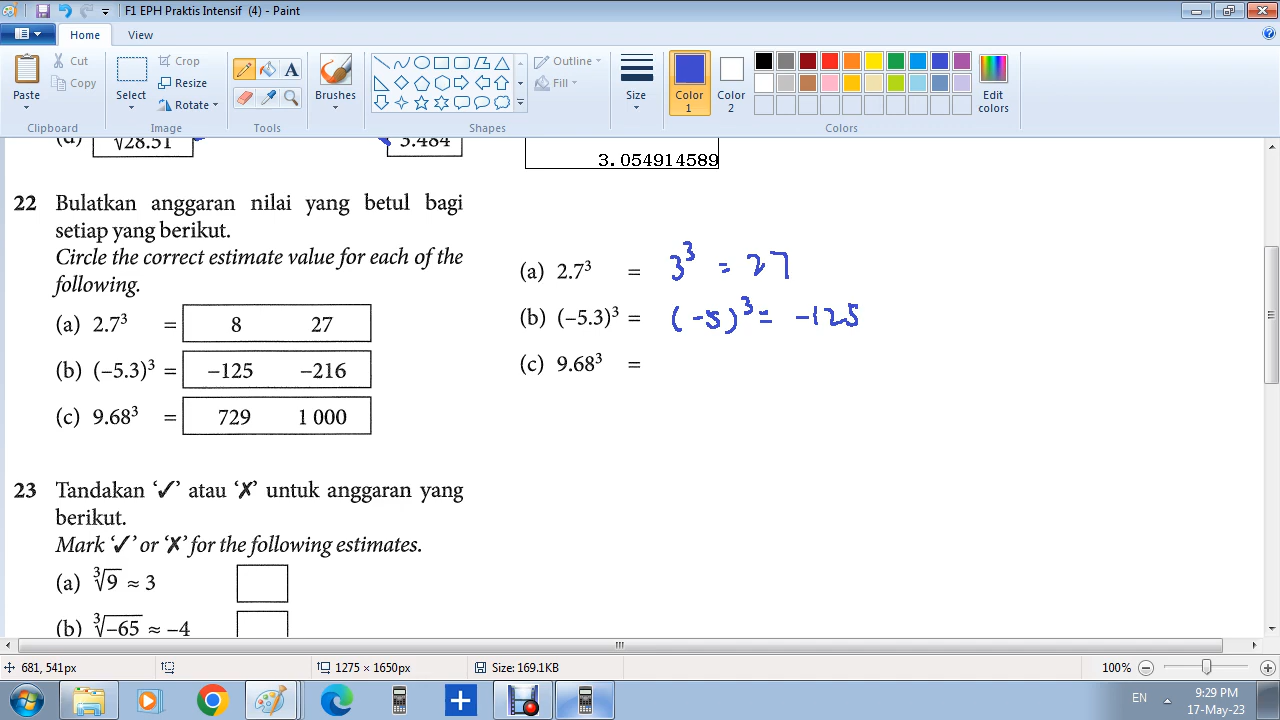 F1 EPH Praktis Intensif (4) - Paint
Home View
Paste
Cut
Copy
Clipboard
Select
Crop
Resize
Rotate
Image
A
Tools
Brushes
Shapes
Outline
Fill
Size
Color 1
Color 2
Edit colors
Colors
(d) √28.51 5.484 3.054914589
22 Bulatkan anggaran nilai yang betul bagi
setiap yang berikut.
Circle the correct estimate value for each of the
following.
(a) 2.7³ = 8 27
(b) (−5.3)³ = −125 −216
(c) 9.68³ = 729 1 000
(a) 2.7³ = 3³ = 27
(b) (−5.3)³ = (-5)³ = -125
(c) 9.68³ =
23 Tandakan ‘✓’ atau ‘✗’ untuk anggaran yang
berikut.
Mark ‘✓’ or ‘✗’ for the following estimates.
(a) ∛9 ≈ 3
(b) ∛−65 ≈ −4
681, 541px 1275 × 1650px Size: 169.1KB 100%
EN 9:29 PM
17-May-23